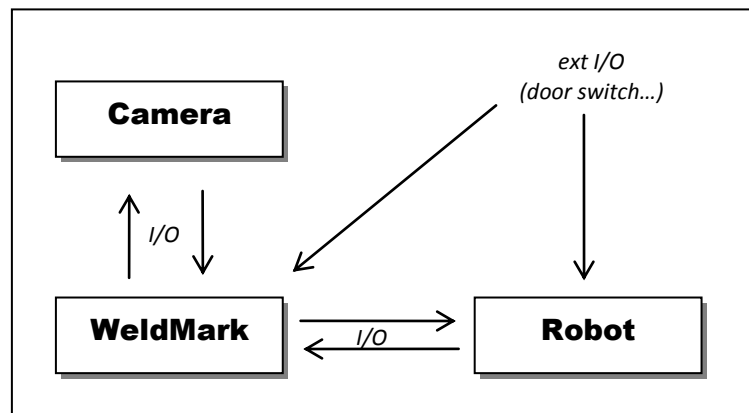 ext I/O
(door switch...)
Camera
I/O
WeldMark
I/O
Robot